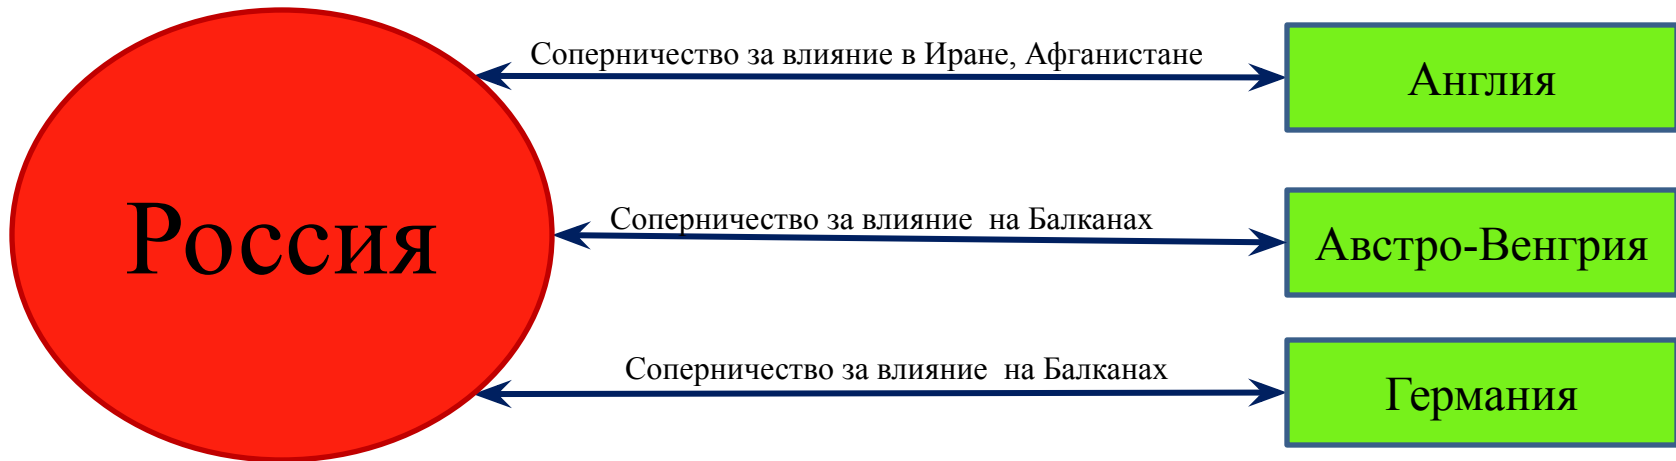 Соперничество за влияние в Иране, Афганистане
Англия
Россия
Соперничество за влияние на Балканах
Австро-Венгрия
Соперничество за влияние на Балканах
Германия